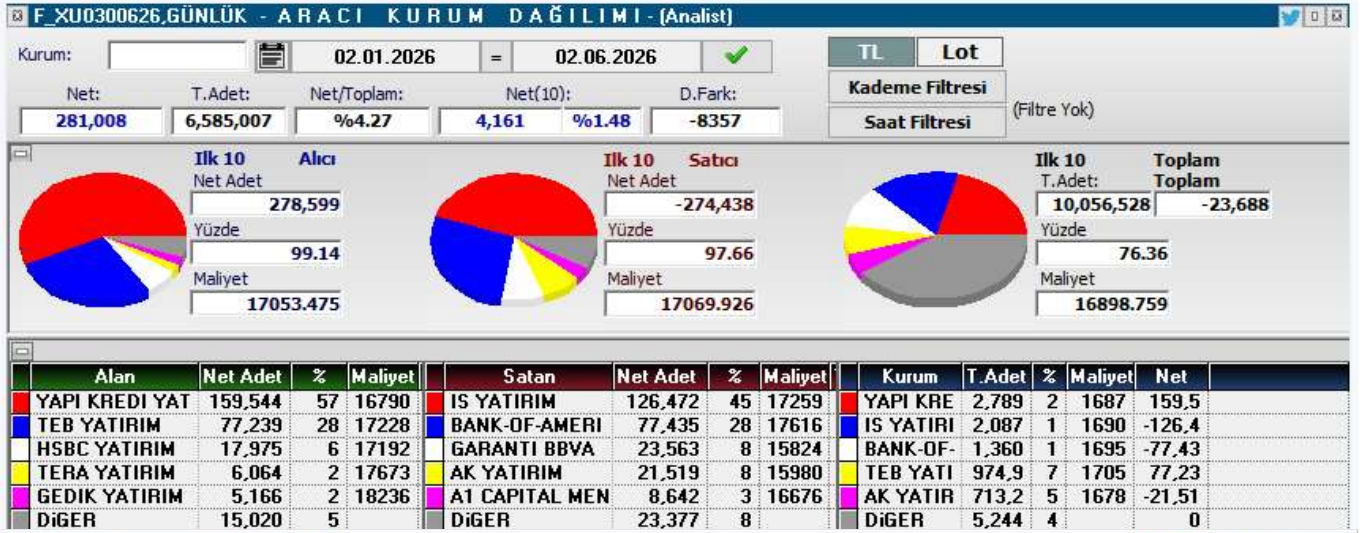 F_XU0300626,GÜNLÜK - ARACI KURUM DAĞILIMI - (Analist)
Kurum: 02.01.2026 = 02.06.2026 TL Lot
Kademe Filtresi
Net: T.Adet: Net/Toplam: Net(10): D.Fark:
281,008 6,585,007 %4.27 4,161 %1.48 -8357 Saat Filtresi (Filtre Yok)
Ilk 10 Alıcı Ilk 10 Satıcı Ilk 10 Toplam
Net Adet Net Adet T.Adet: Toplam
278,599 -274,438 10,056,528 -23,688
Yüzde Yüzde Yüzde
99.14 97.66 76.36
Maliyet Maliyet Maliyet
17053.475 17069.926 16898.759
Alan Net Adet % Maliyet Satan Net Adet % Maliyet Kurum T.Adet % Maliyet Net
YAPI KREDI YAT 159,544 57 16790 IS YATIRIM 126,472 45 17259 YAPI KRE 2,789 2 1687 159,5
TEB YATIRIM 77,239 28 17228 BANK-OF-AMERI 77,435 28 17616 IS YATIRI 2,087 1 1690 -126,4
HSBC YATIRIM 17,975 6 17192 GARANTI BBVA 23,563 8 15824 BANK-OF- 1,360 1 1695 -77,43
TERA YATIRIM 6,064 2 17673 AK YATIRIM 21,519 8 15980 TEB YATI 974,9 7 1705 77,23
GEDIK YATIRIM 5,166 2 18236 A1 CAPITAL MEN 8,642 3 16676 AK YATIR 713,2 5 1678 -21,51
DiGER 15,020 5 DiGER 23,377 8 DiGER 5,244 4 0